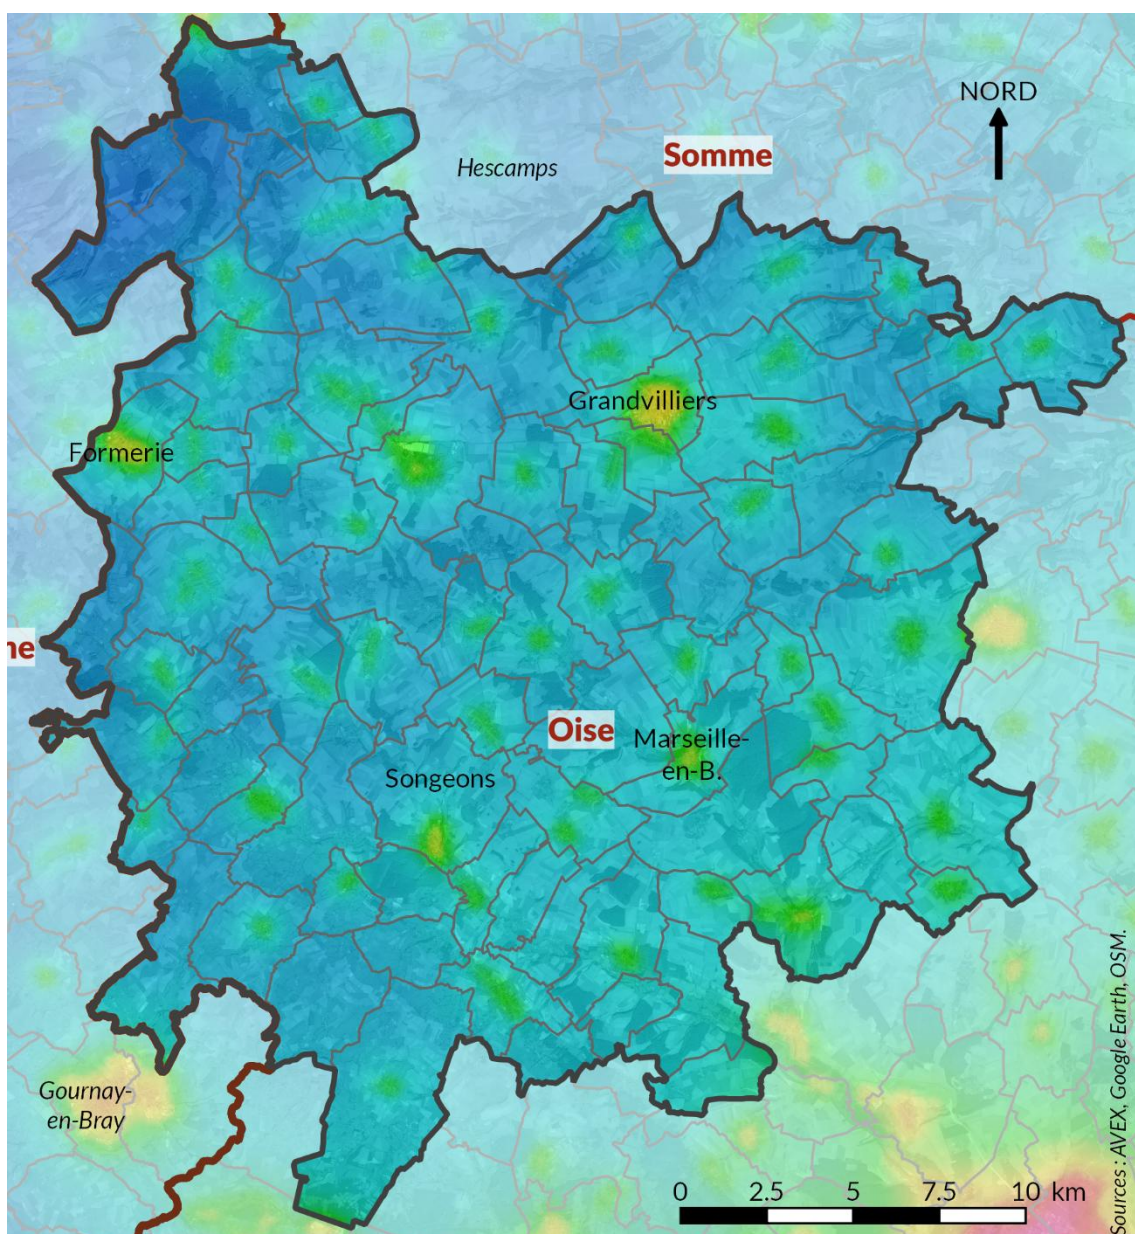 NORD
Somme
Hescamps
Grandvilliers
Formerie
ne
Oise
Marseille-
en-B.
Songeons
Gournay-
en-Bray
0 2.5 5 7.5 10 km
Sources : AVEX, Google Earth, OSM.